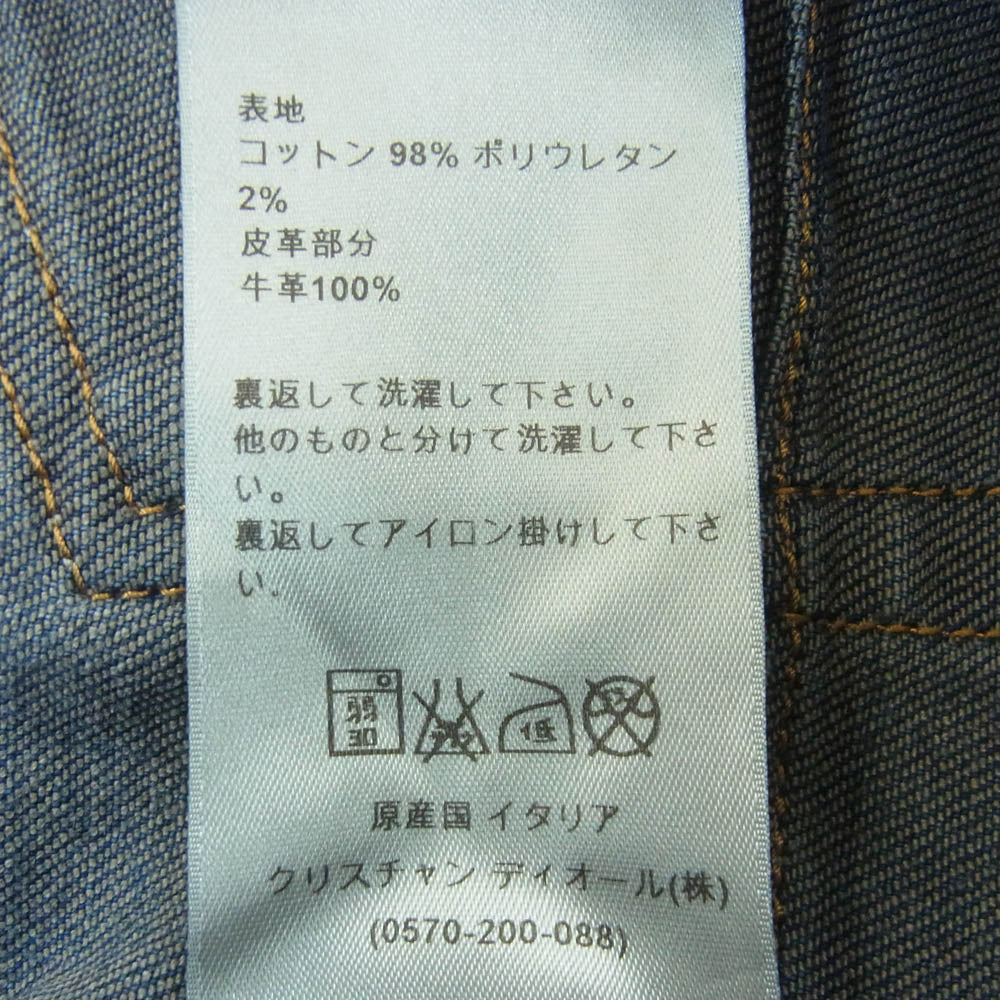 表地
コットン 98% ポリウレタン
2%
皮革部分
牛革100%
裏返して洗濯して下さい。
他のものと分けて洗濯して下さ
い。
裏返してアイロン掛けして下さ
い。
弱 低
30
原産国 イタリア
クリスチャン ディオール(株)
(0570-200-088)